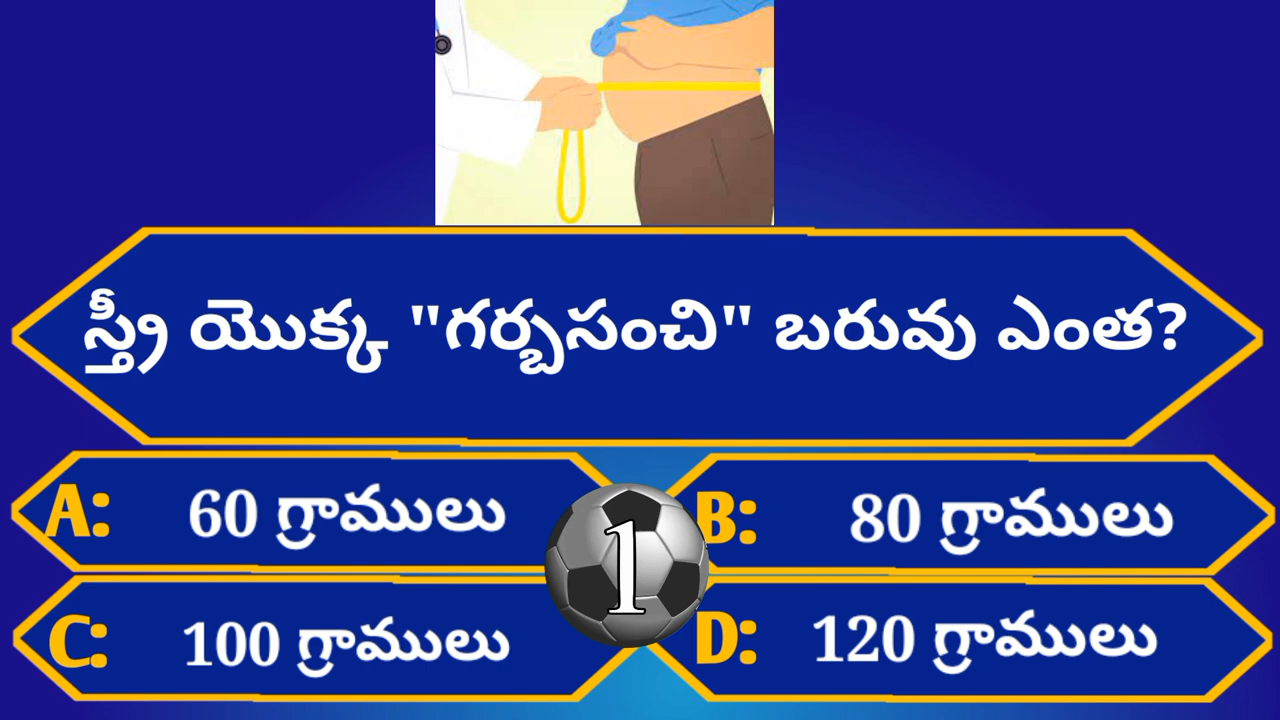 స్త్రీ యొక్క "గర్భసంచి" బరువు ఎంత?
A: 60 గ్రాములు
B: 80 గ్రాములు
1
C: 100 గ్రాములు
D: 120 గ్రాములు